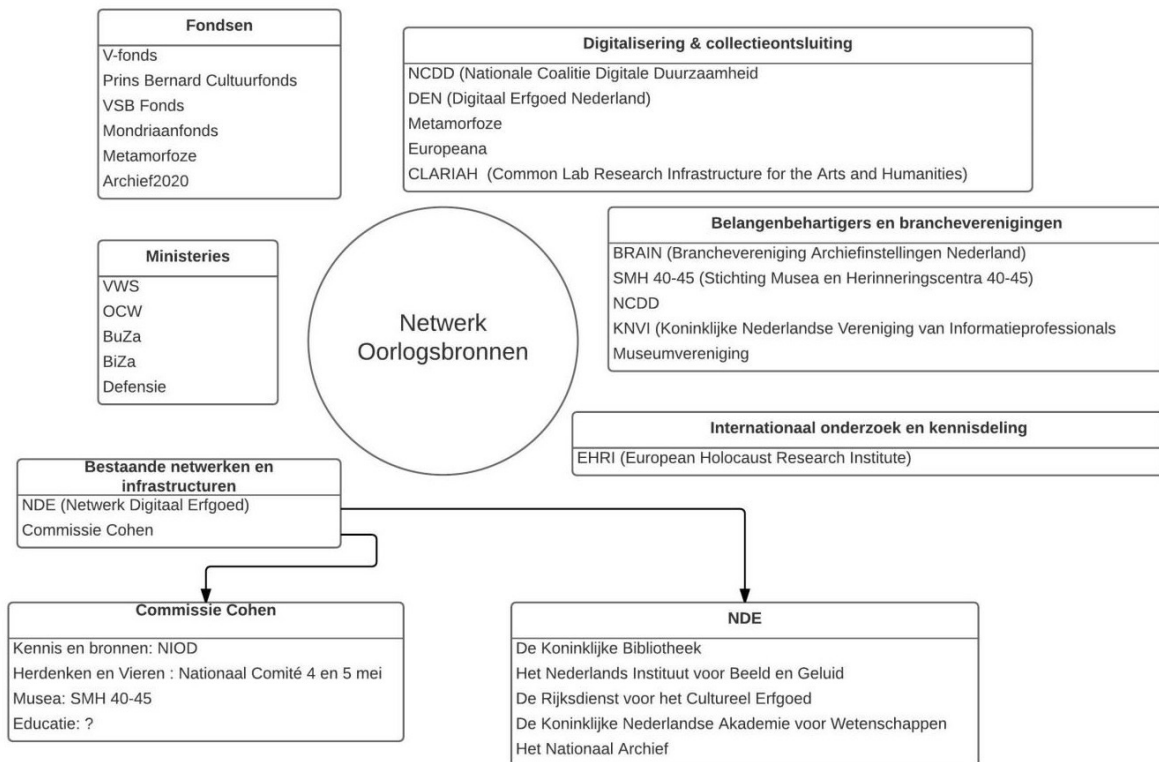 Fondsen
V-fonds
Prins Bernard Cultuurfonds
VSB Fonds
Mondriaanfonds
Metamorfoze
Archief2020
Digitalisering & collectieontsluiting
NCDD (Nationale Coalitie Digitale Duurzaamheid
DEN (Digitaal Erfgoed Nederland)
Metamorfoze
Europeana
CLARIAH (Common Lab Research Infrastructure for the Arts and Humanities)
Ministeries
VWS
OCW
BuZa
BiZa
Defensie
Netwerk
Oorlogsbronnen
Belangenbehartigers en brancheverenigingen
BRAIN (Branchevereniging Archiefinstellingen Nederland)
SMH 40-45 (Stichting Musea en Herinneringscentra 40-45)
NCDD
KNVI (Koninklijke Nederlandse Vereniging van Informatieprofessionals
Museumvereniging
Internationaal onderzoek en kennisdeling
EHRI (European Holocaust Research Institute)
Bestaande netwerken en
infrastructuren
NDE (Netwerk Digitaal Erfgoed)
Commissie Cohen
Commissie Cohen
Kennis en bronnen: NIOD
Herdenken en Vieren : Nationaal Comité 4 en 5 mei
Musea: SMH 40-45
Educatie: ?
NDE
De Koninklijke Bibliotheek
Het Nederlands Instituut voor Beeld en Geluid
De Rijksdienst voor het Cultureel Erfgoed
De Koninklijke Nederlandse Akademie voor Wetenschappen
Het Nationaal Archief